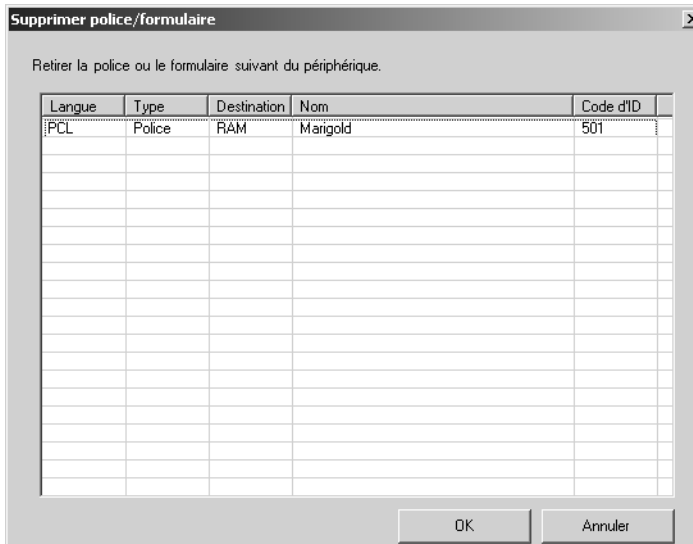 Supprimer police/formulaire
Retirer la police ou le formulaire suivant du périphérique.
Langue Type Destination Nom Code d'ID
PCL Police RAM Marigold 501
OK Annuler